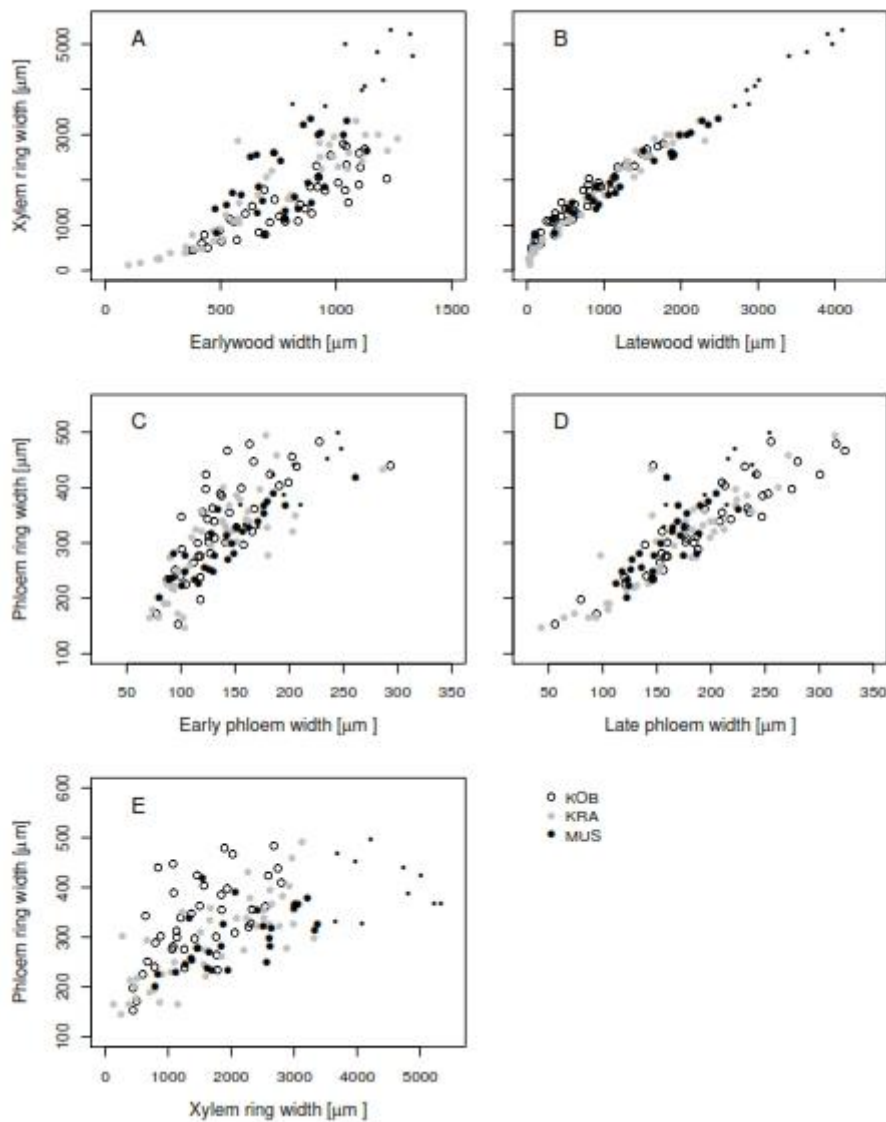 A
B
Xylem ring width [μm]
0 1000 3000 5000
0 500 1000 1500
Earlywood width [μm ]
0 1000 2000 3000 4000
Latewood width [μm ]
C
D
Phloem ring width [μm]
100 200 300 400 500
50 100 150 200 250 300 350
Early phloem width [μm ]
50 100 150 200 250 300 350
Late phloem width [μm ]
E
Phloem ring width [μm]
100 200 300 400 500 600
0 1000 2000 3000 4000 5000
Xylem ring width [μm ]
KOB
KRA
MUS